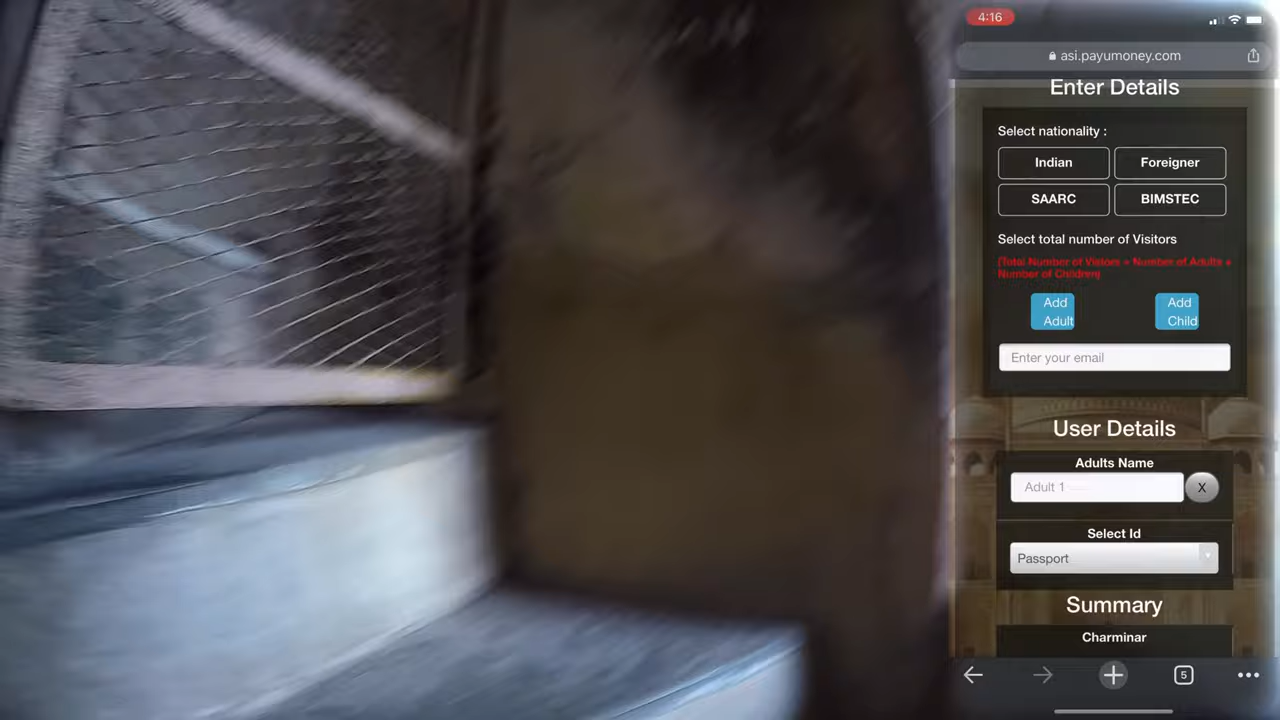 4:16
asi.payumoney.com
Enter Details
Select nationality :
Indian
Foreigner
SAARC
BIMSTEC
Select total number of Visitors
(Total Number of Vistors = Number of Adults +
Number of Children)
Add
Adult
Add
Child
Enter your email
User Details
Adults Name
Adult 1
X
Select Id
Passport
Summary
Charminar
5